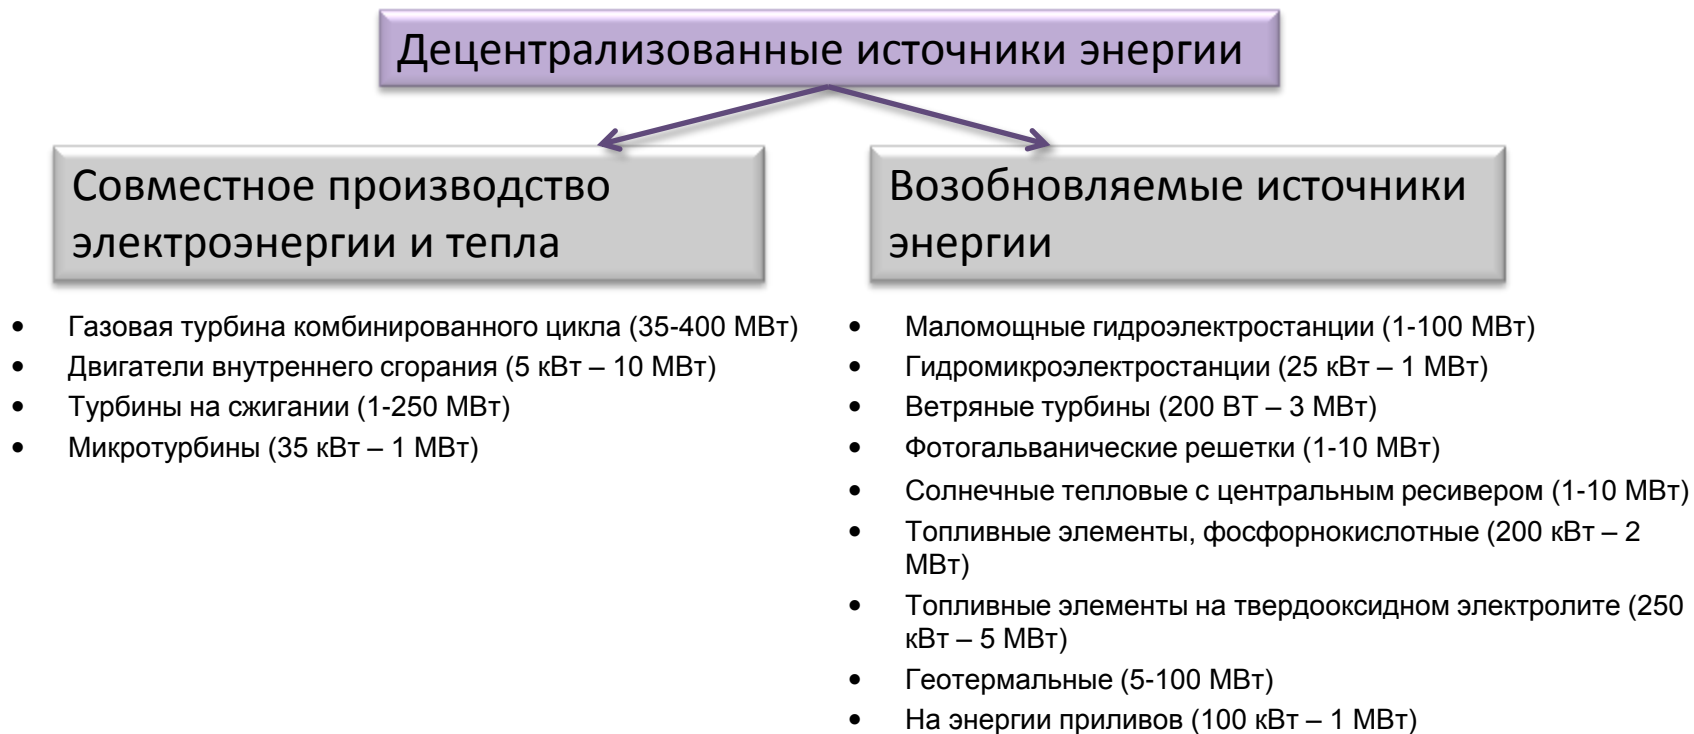 Децентрализованные источники энергии
Совместное производство
электроэнергии и тепла
• Газовая турбина комбинированного цикла (35-400 МВт)
• Двигатели внутреннего сгорания (5 кВт – 10 МВт)
• Турбины на сжигании (1-250 МВт)
• Микротурбины (35 кВт – 1 МВт)
Возобновляемые источники
энергии
• Маломощные гидроэлектростанции (1-100 МВт)
• Гидромикроэлектростанции (25 кВт – 1 МВт)
• Ветряные турбины (200 ВТ – 3 МВт)
• Фотогальванические решетки (1-10 МВт)
• Солнечные тепловые с центральным ресивером (1-10 МВт)
• Топливные элементы, фосфорнокислотные (200 кВт – 2
МВт)
• Топливные элементы на твердооксидном электролите (250
кВт – 5 МВт)
• Геотермальные (5-100 МВт)
• На энергии приливов (100 кВт – 1 МВт)